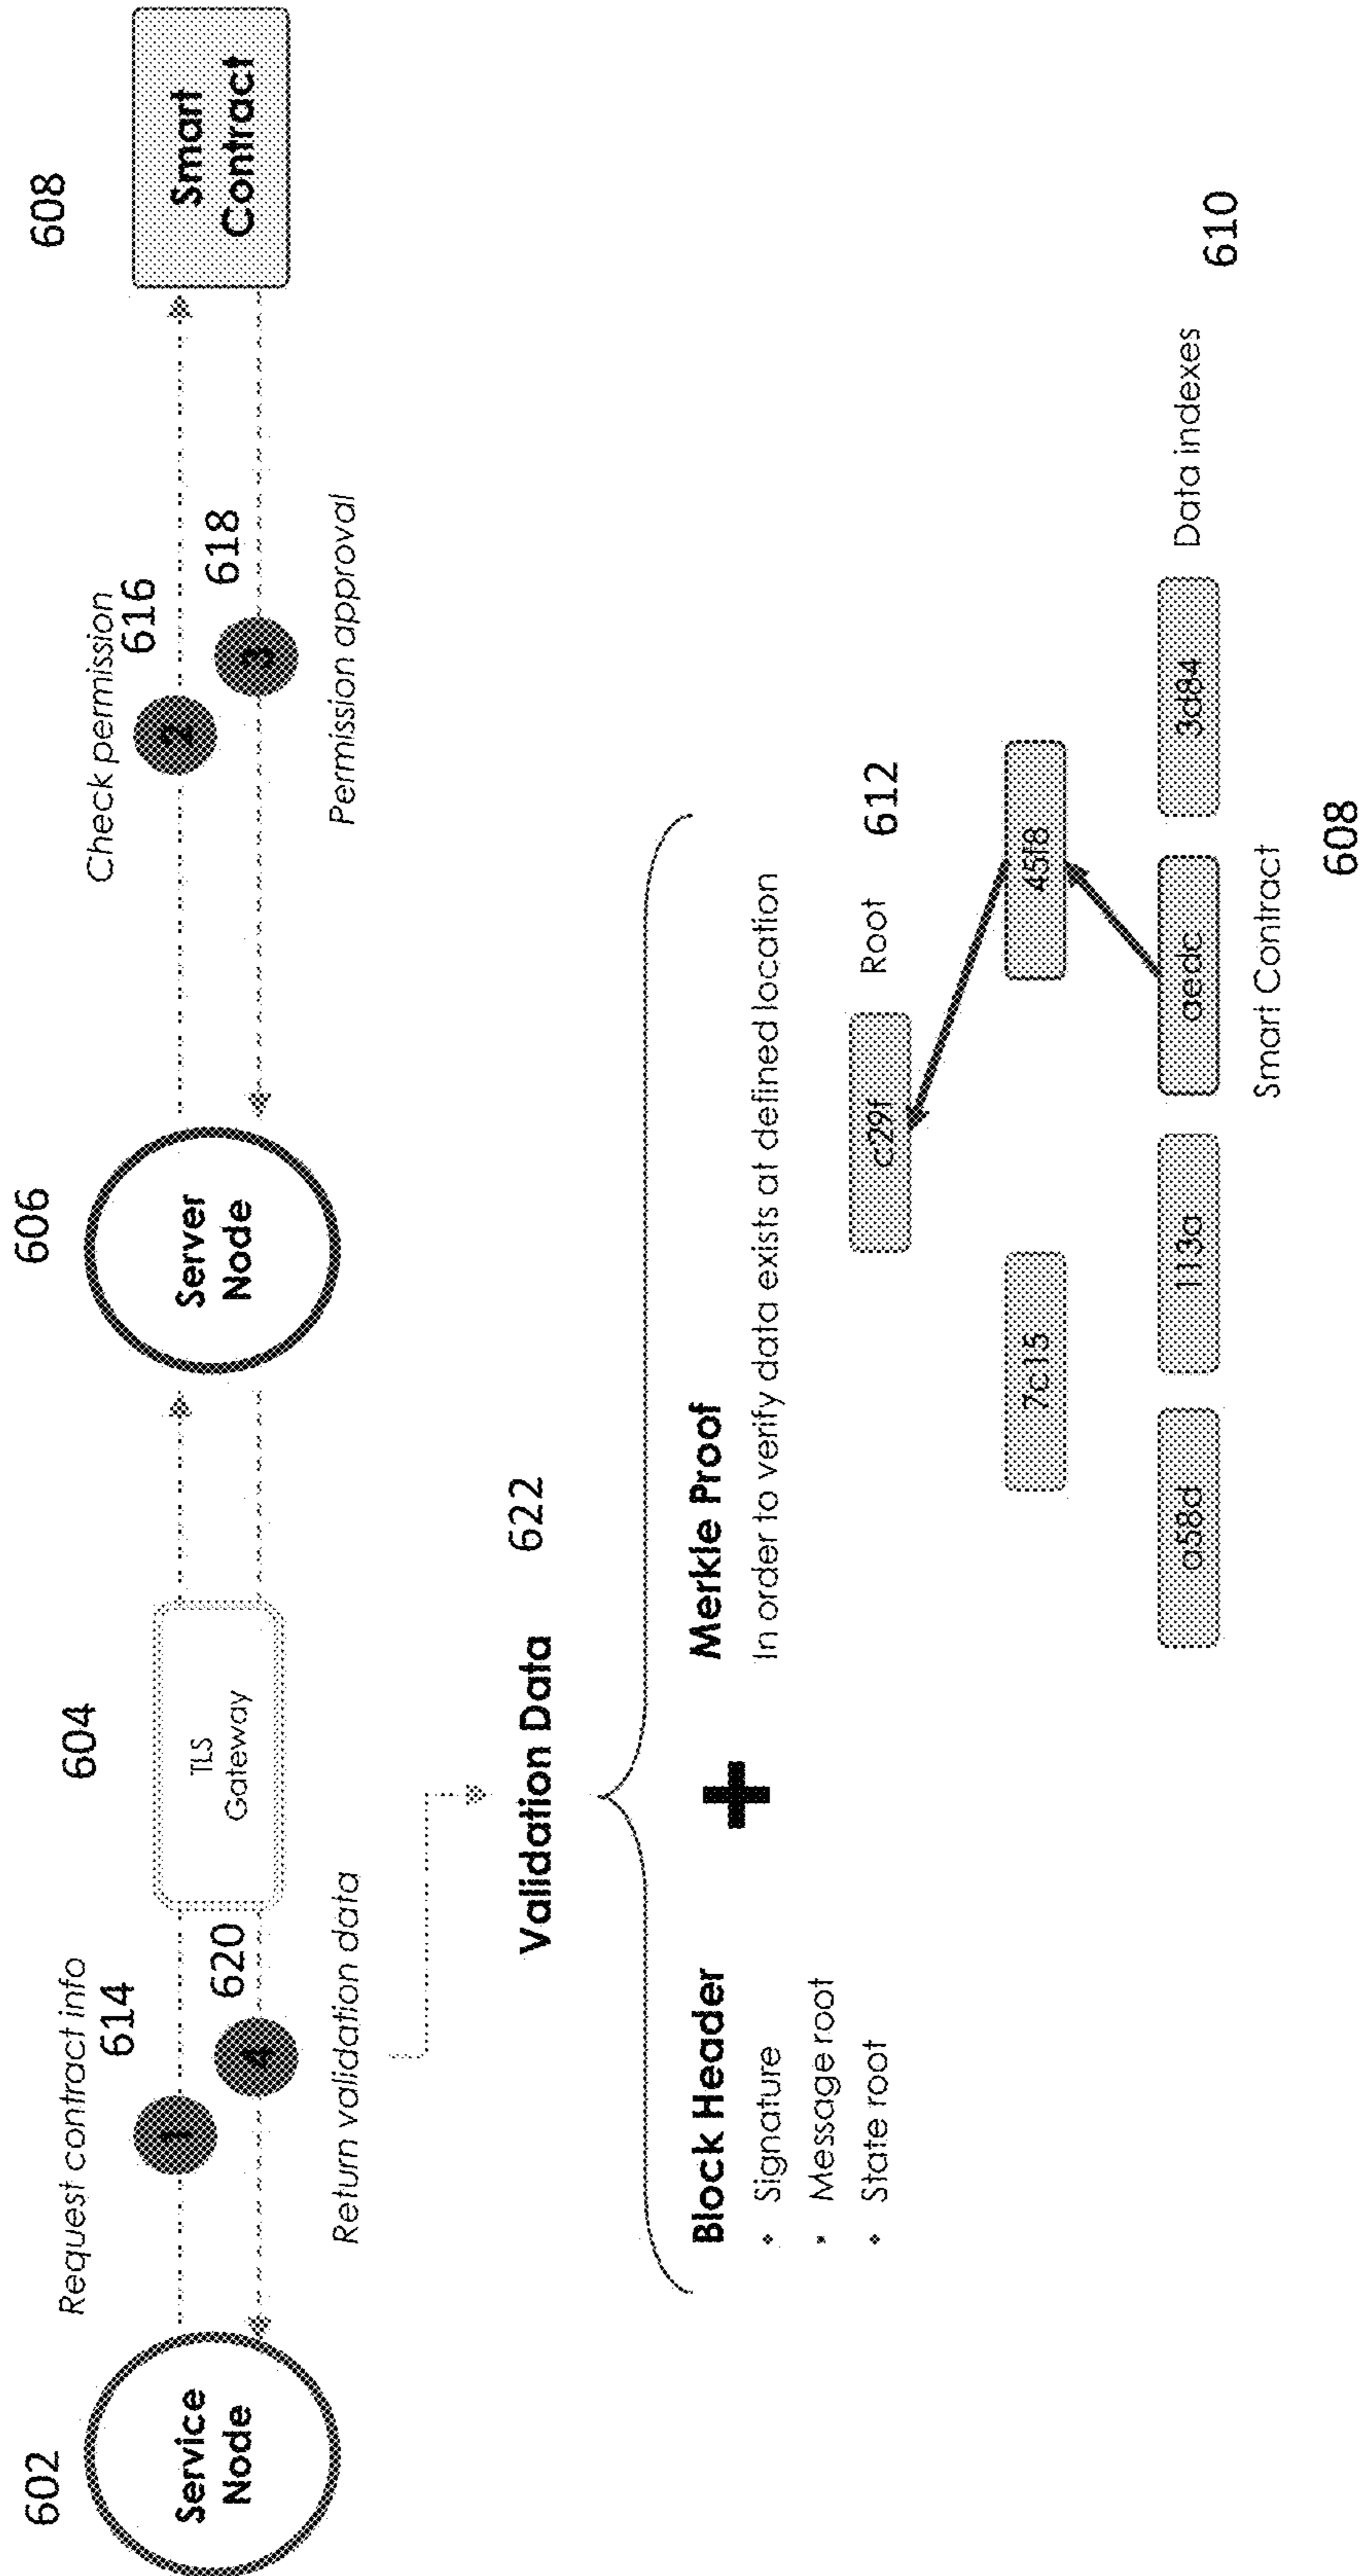 602
604
606
608
Request contract info
614
Check permission
616
1
2
Service
Node
TLS
Gateway
Server
Node
Smart
Contract
620
4
618
3
Return validation data
Permission approval
Validation Data
622
Block Header
Merkle Proof
• Signature
In order to verify data exists at defined location
• Message root
• State root
c29f
Root
612
7c15
45f8
a58d
113a
aedc
3d84
Data indexes
610
Smart Contract
608